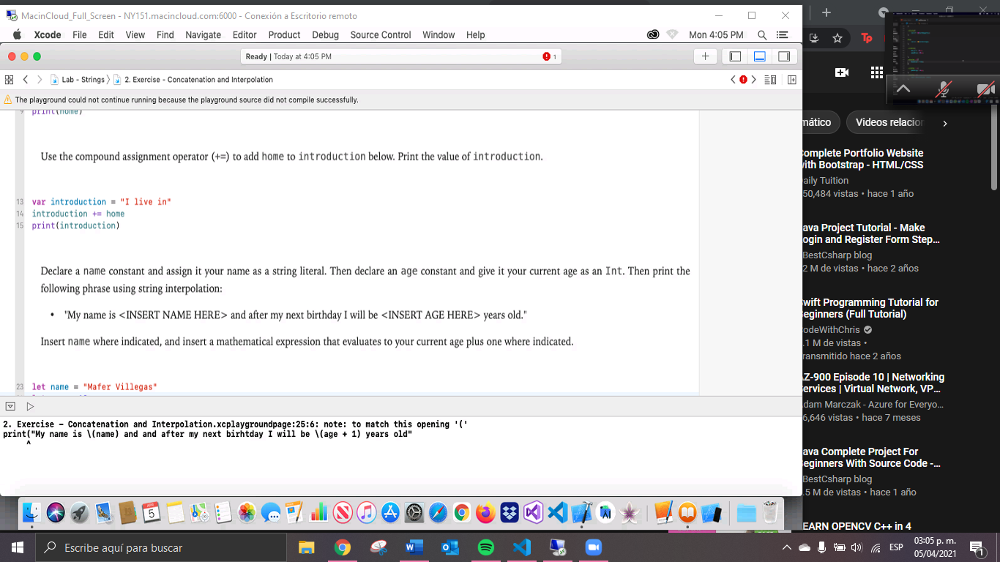 MacinCloud_Full_Screen - NY151.macincloud.com:6000 - Conexión a Escritorio remoto
Xcode File Edit View Find Navigate Editor Product Debug Source Control Window Help
Mon 4:05 PM
Ready | Today at 4:05 PM
1
Lab - Strings
2. Exercise - Concatenation and Interpolation
The playground could not continue running because the playground source did not compile successfully.
9 print(home)
Use the compound assignment operator (+=) to add home to introduction below. Print the value of introduction.
13 var introduction = "I live in"
14 introduction += home
15 print(introduction)
Declare a name constant and assign it your name as a string literal. Then declare an age constant and give it your current age as an Int. Then print the
following phrase using string interpolation:
• "My name is <INSERT NAME HERE> and after my next birthday I will be <INSERT AGE HERE> years old."
Insert name where indicated, and insert a mathematical expression that evaluates to your current age plus one where indicated.
23 let name = "Mafer Villegas"
2. Exercise - Concatenation and Interpolation.xcplaygroundpage:25:6: note: to match this opening '('
print("My name is \(name) and and after my next birhtday I will be \(age + 1) years old"
^
Tp
mático
Videos relacior
omplete Portfolio Website
ith Bootstrap - HTML/CSS
aily Tuition
50,484 vistas • hace 1 año
ava Project Tutorial - Make
ogin and Register Form Step...
BestCsharp blog
2 M de vistas • hace 2 años
wift Programming Tutorial for
eginners (Full Tutorial)
odeWithChris
.1 M de vistas •
ransmitido hace 2 años
AZ-900 Episode 10 | Networking
ervices | Virtual Network, VP...
dam Marczak - Azure for Everyo...
6,646 vistas • hace 7 meses
ava Complete Project For
eginners With Source Code -...
BestCsharp blog
.5 M de vistas • hace 1 año
EARN OPENCV C++ in 4
APR
5
Escribe aquí para buscar
ESP
03:05 p. m.
05/04/2021
1